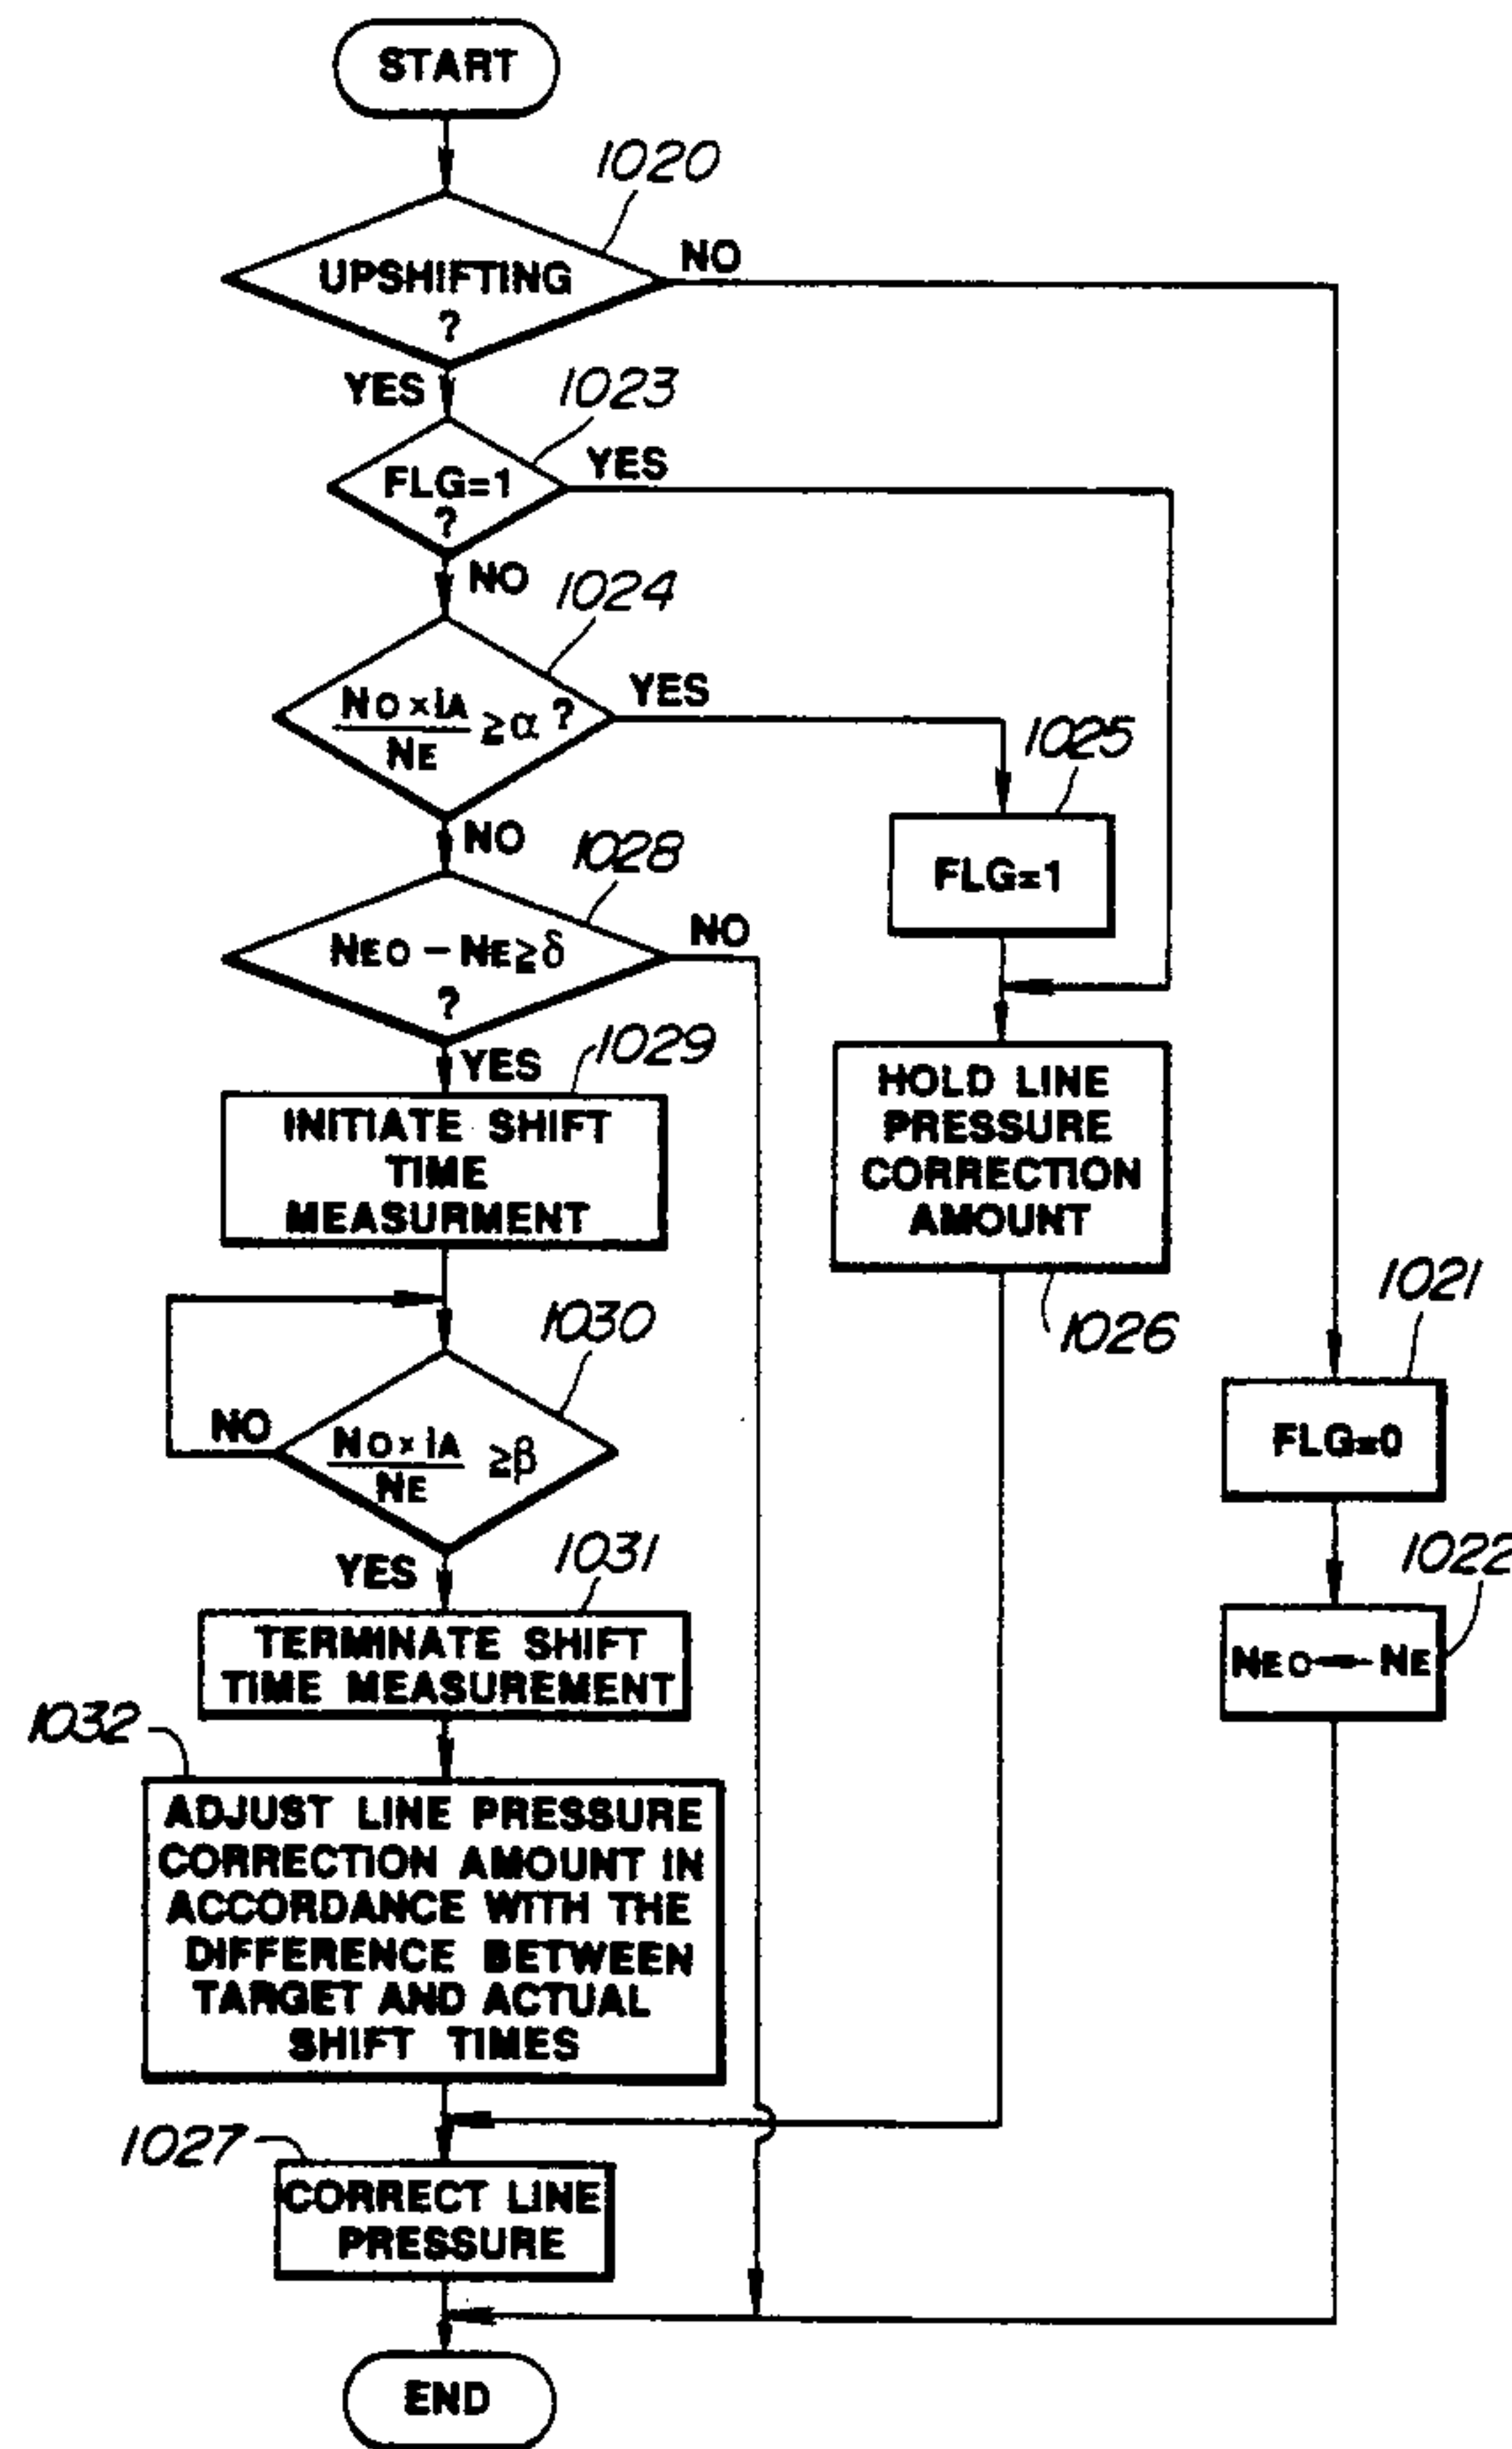 START
1020
UPSHIFTING
?
NO
YES
1023
FLG=1
?
YES
NO
1024
No×iA
NE
≧α ?
YES
1025
FLG=1
NO
1028
NEO – NE≧δ
?
NO
YES
1029
INITIATE SHIFT
TIME
MEASURMENT
HOLD LINE
PRESSURE
CORRECTION
AMOUNT
1026
1021
FLG=0
1030
NO
No×iA
NE
≧β
YES
1022
NEO←NE
1031
TERMINATE SHIFT
TIME MEASUREMENT
1032
ADJUST LINE PRESSURE
CORRECTION AMOUNT IN
ACCORDANCE WITH THE
DIFFERENCE BETWEEN
TARGET AND ACTUAL
SHIFT TIMES
1027
CORRECT LINE
PRESSURE
END